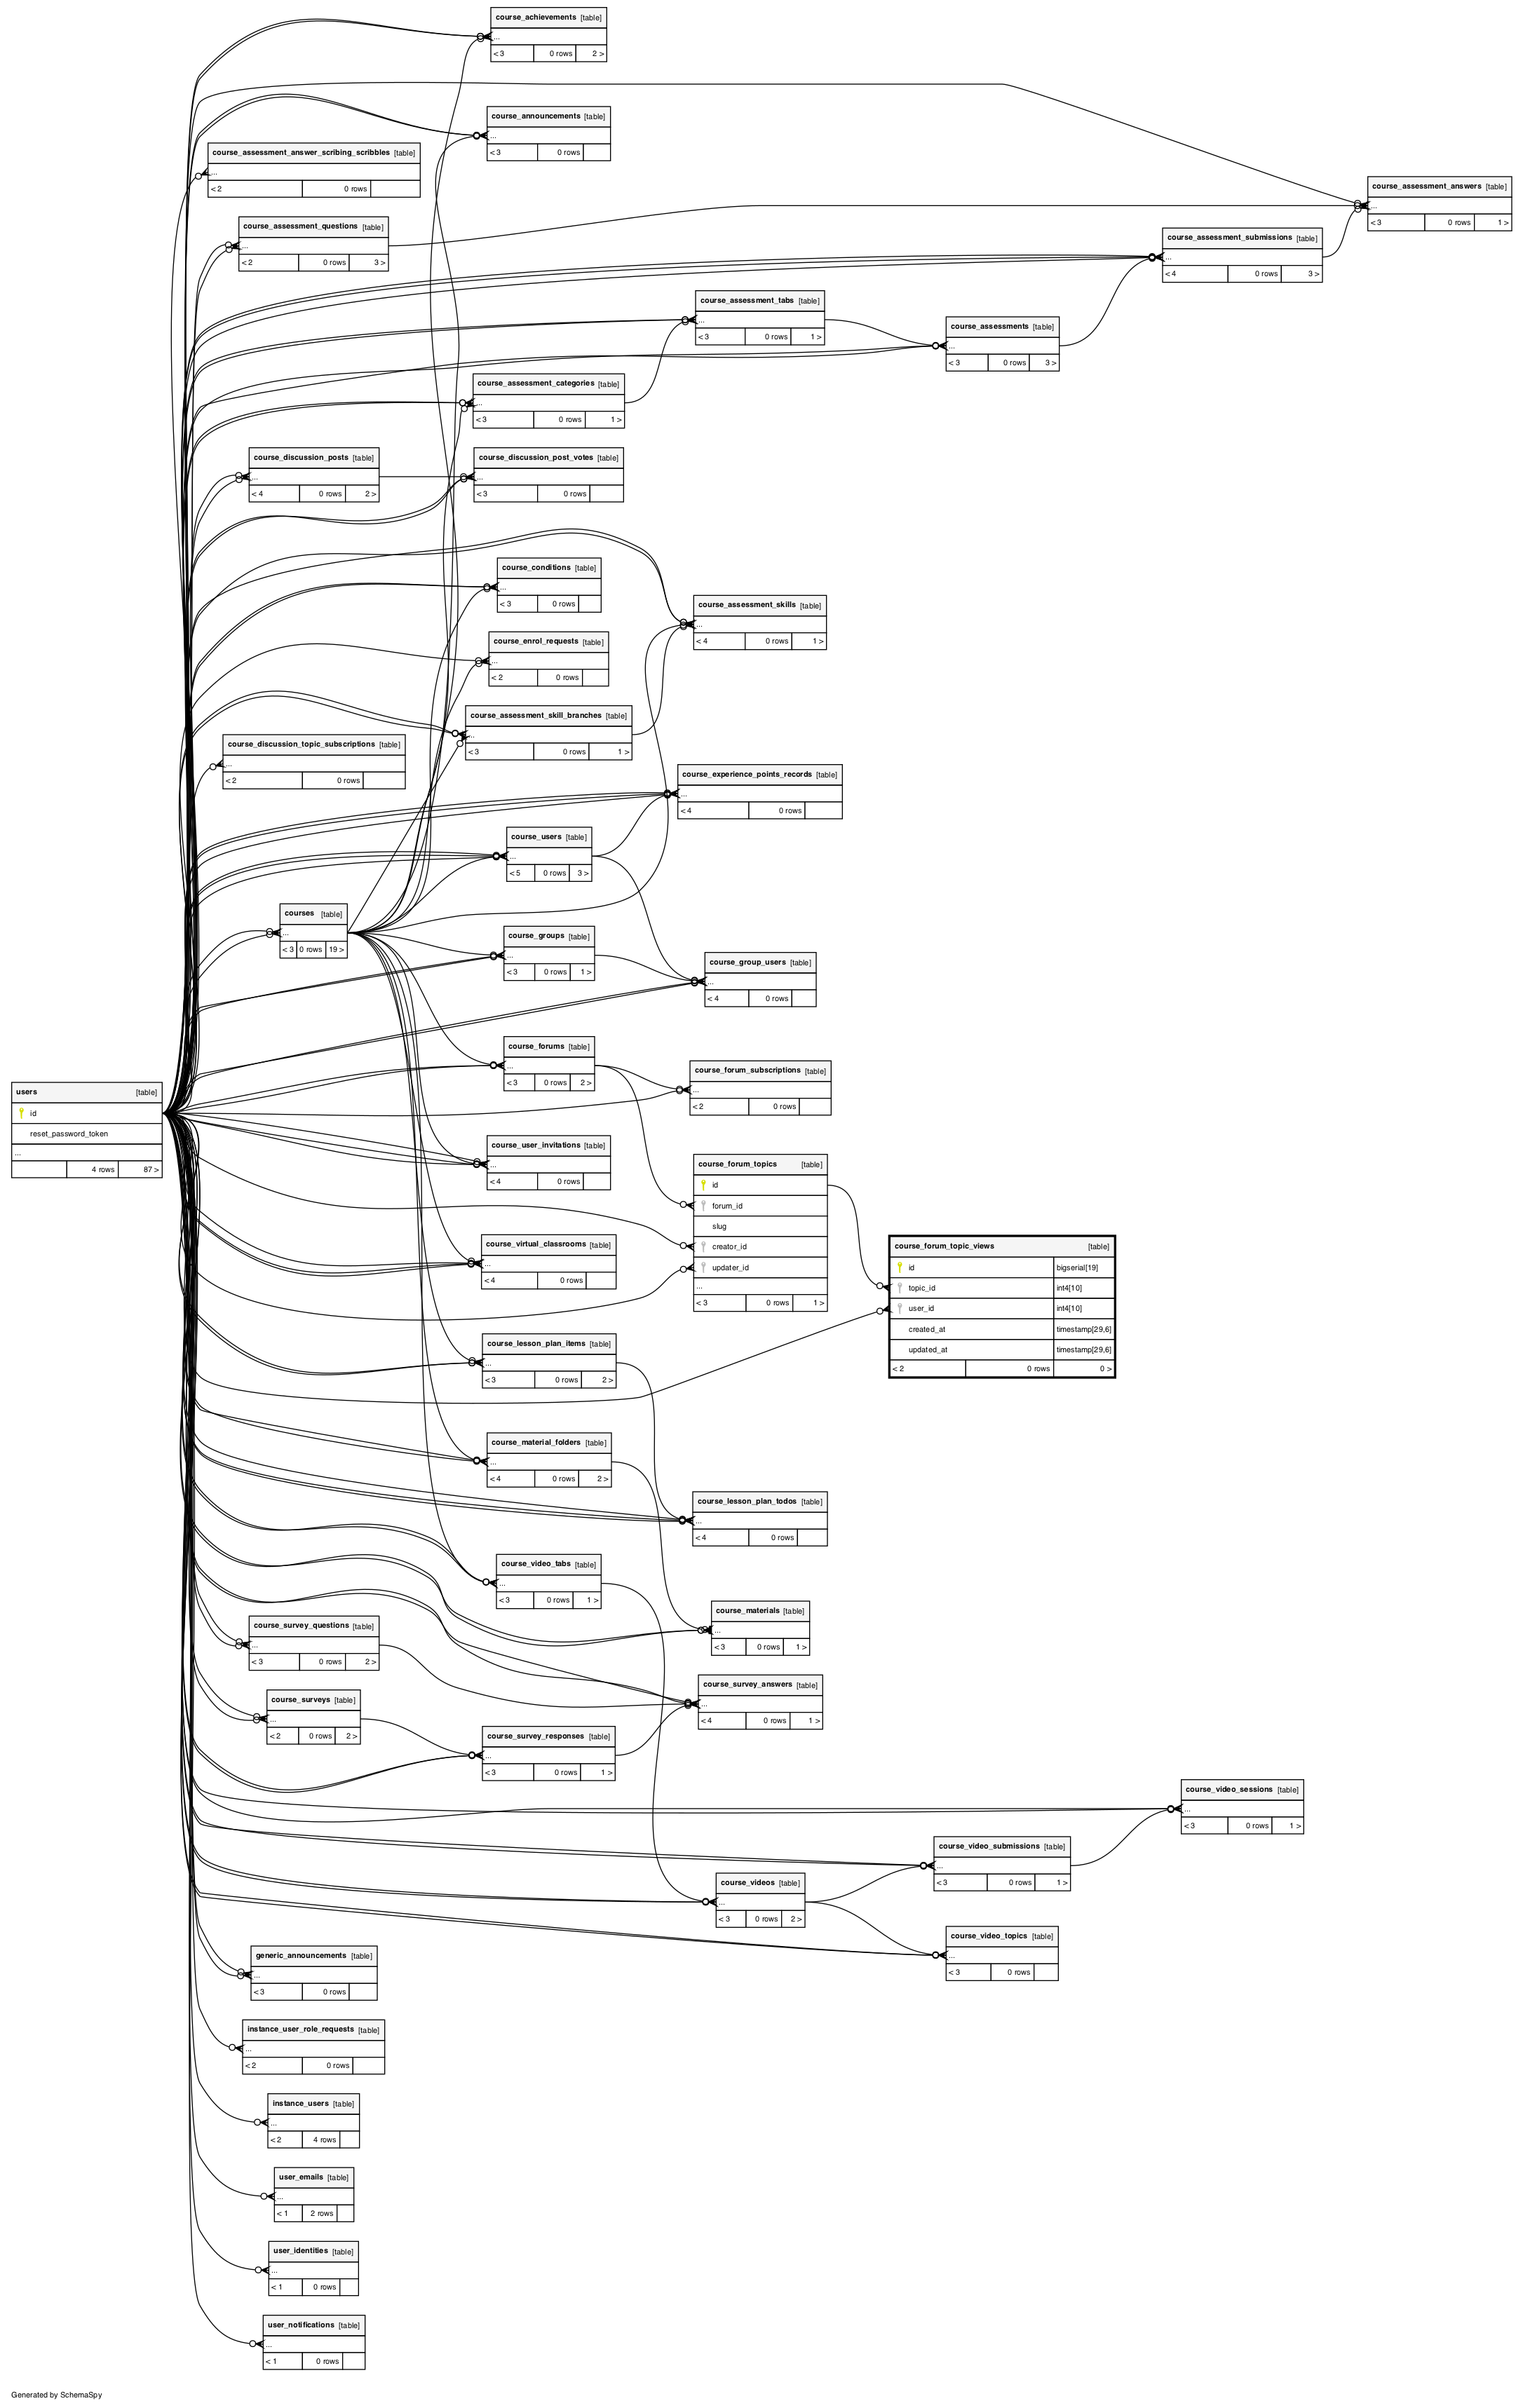 course_achievements [table]
...
< 3 0 rows 2 >
course_announcements [table]
...
< 3 0 rows
course_assessment_answer_scribing_scribbles [table]
...
< 2 0 rows
course_assessment_answers [table]
...
< 3 0 rows 1 >
course_assessment_questions [table]
...
< 2 0 rows 3 >
course_assessment_submissions [table]
...
< 4 0 rows 3 >
course_assessment_tabs [table]
...
< 3 0 rows 1 >
course_assessments [table]
...
< 3 0 rows 3 >
course_assessment_categories [table]
...
< 3 0 rows 1 >
course_discussion_posts [table]
...
< 4 0 rows 2 >
course_discussion_post_votes [table]
...
< 3 0 rows
course_conditions [table]
...
< 3 0 rows
course_assessment_skills [table]
...
< 4 0 rows 1 >
course_enrol_requests [table]
...
< 2 0 rows
course_assessment_skill_branches [table]
...
< 3 0 rows 1 >
course_discussion_topic_subscriptions [table]
...
< 2 0 rows
course_experience_points_records [table]
...
< 4 0 rows
course_users [table]
...
< 5 0 rows 3 >
courses [table]
...
< 3 0 rows 19 >
course_groups [table]
...
< 3 0 rows 1 >
course_group_users [table]
...
< 4 0 rows
course_forums [table]
...
< 3 0 rows 2 >
course_forum_subscriptions [table]
...
< 2 0 rows
users [table]
id
reset_password_token
...
4 rows 87 >
course_user_invitations [table]
...
< 4 0 rows
course_forum_topics [table]
id
forum_id
slug
creator_id
updater_id
...
< 3 0 rows 1 >
course_virtual_classrooms [table]
...
< 4 0 rows
course_forum_topic_views [table]
id bigserial[19]
topic_id int4[10]
user_id int4[10]
created_at timestamp[29,6]
updated_at timestamp[29,6]
< 2 0 rows 0 >
course_lesson_plan_items [table]
...
< 3 0 rows 2 >
course_material_folders [table]
...
< 4 0 rows 2 >
course_lesson_plan_todos [table]
...
< 4 0 rows
course_video_tabs [table]
...
< 3 0 rows 1 >
course_materials [table]
...
< 3 0 rows 1 >
course_survey_questions [table]
...
< 3 0 rows 2 >
course_survey_answers [table]
...
< 4 0 rows 1 >
course_surveys [table]
...
< 2 0 rows 2 >
course_survey_responses [table]
...
< 3 0 rows 1 >
course_video_sessions [table]
...
< 3 0 rows 1 >
course_video_submissions [table]
...
< 3 0 rows 1 >
course_videos [table]
...
< 3 0 rows 2 >
course_video_topics [table]
...
< 3 0 rows
generic_announcements [table]
...
< 3 0 rows
instance_user_role_requests [table]
...
< 2 0 rows
instance_users [table]
...
< 2 4 rows
user_emails [table]
...
< 1 2 rows
user_identities [table]
...
< 1 0 rows
user_notifications [table]
...
< 1 0 rows
Generated by SchemaSpy